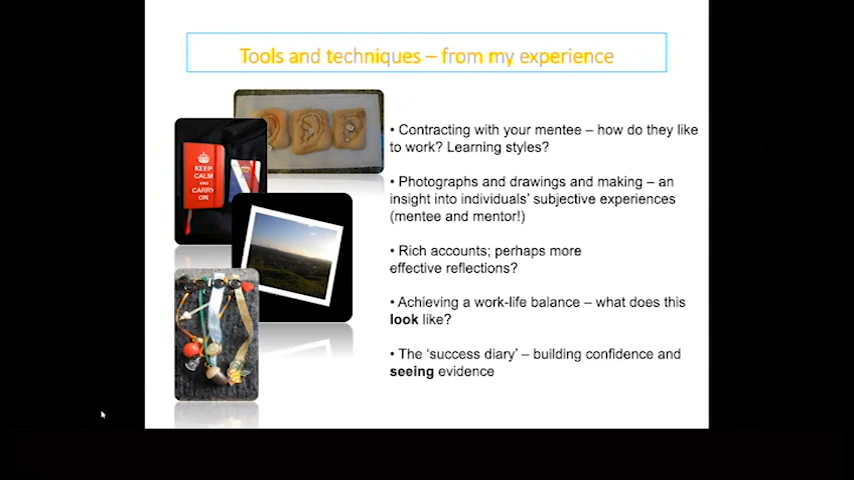 Tools and techniques – from my experience
KEEP
CALM
AND
CARRY
ON
• Contracting with your mentee – how do they like
to work? Learning styles?
• Photographs and drawings and making – an
insight into individuals' subjective experiences
(mentee and mentor!)
• Rich accounts; perhaps more
effective reflections?
• Achieving a work-life balance – what does this
look like?
• The 'success diary' – building confidence and
seeing evidence